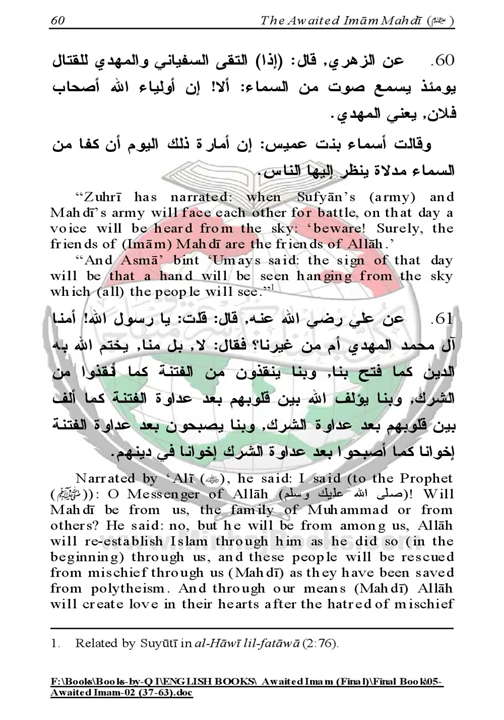 60 The Awaited Imām Mahdī (ﷺ)
60. عن الزهري, قال: (إذا) التقى السفياني والمهدي للقتال
يومئذ يسمع صوت من السماء: ألا! إن أولياء الله أصحاب
فلان, يعني المهدي.
وقالت أسماء بنت عميس: إن أمارة ذلك اليوم أن كفا من
السماء مدلاة ينظر إليها الناس.
“Zuhrī has narrated: when Sufyān’s (army) and
Mahdī’s army will face each other for battle, on that day a
voice will be heard from the sky: ‘beware! Surely, the
friends of (Imām) Mahdī are the friends of Allāh.’
“And Asmā’ bint ‘Umays said: the sign of that day
will be that a hand will be seen hanging from the sky
which (all) the people will see.”1
61. عن علي رضي الله عنه, قال: قلت: يا رسول الله! أمنا
آل محمد المهدي أم من غيرنا؟ فقال: لا, بل منا, يختم الله به
الدين كما فتح بنا, وبنا ينقذون من الفتنة كما أنقذوا من
الشرك, وبنا يؤلف الله بين قلوبهم بعد عداوة الفتنة كما ألف
بين قلوبهم بعد عداوة الشرك, وبنا يصبحون بعد عداوة الفتنة
إخوانا كما أصبحوا بعد عداوة الشرك إخوانا في دينهم.
Narrated by ‘Alī (), he said: I said (to the Prophet
(ﷺ)): O Messenger of Allāh (صلى الله عليك وسلم)! Will
Mahdī be from us, the family of Muhammad or from
others? He said: no, but he will be from among us, Allāh
will re-establish Islam through him as he did so (in the
beginning) through us, and these people will be rescued
from mischief through us (Mahdī) as they have been saved
from polytheism. And through our means (Mahdī) Allāh
will create love in their hearts after the hatred of mischief
1. Related by Suyūtī in al-Hāwī lil-fatāwā (2:76).
F:\Books\Books-by-Q I\ENGLISH BOOKS\ Awaited Imam (Final)\Final Book\05-
Awaited Imam-02 (37-63).doc